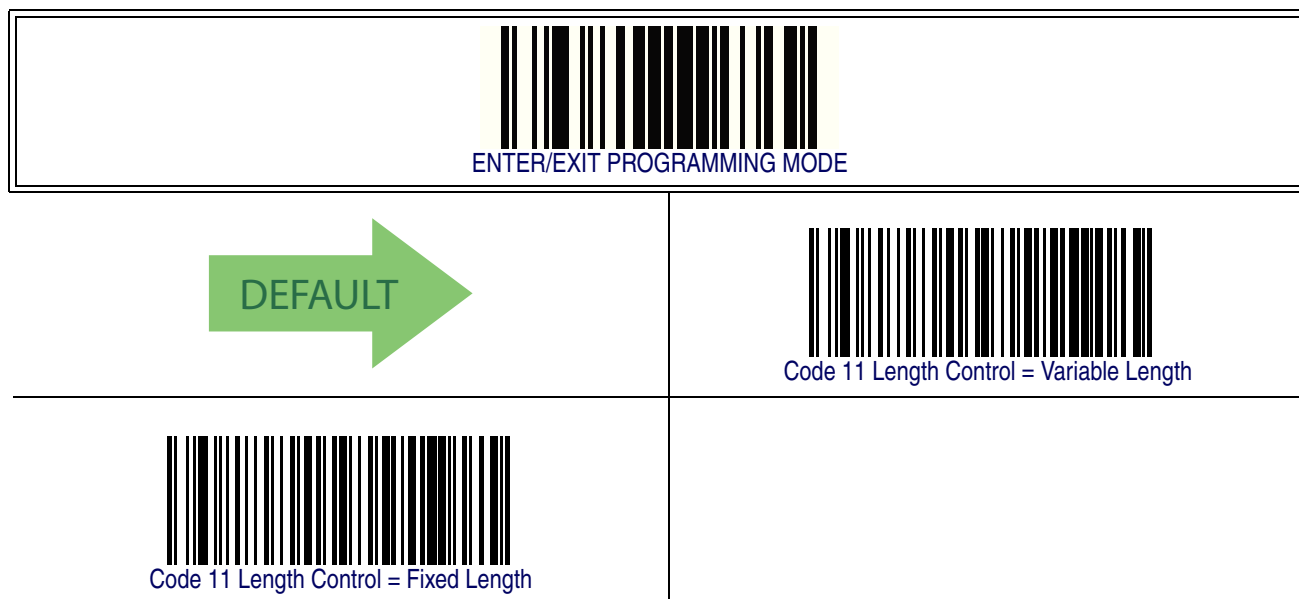 ENTER/EXIT PROGRAMMING MODE
DEFAULT
Code 11 Length Control = Variable Length
Code 11 Length Control = Fixed Length